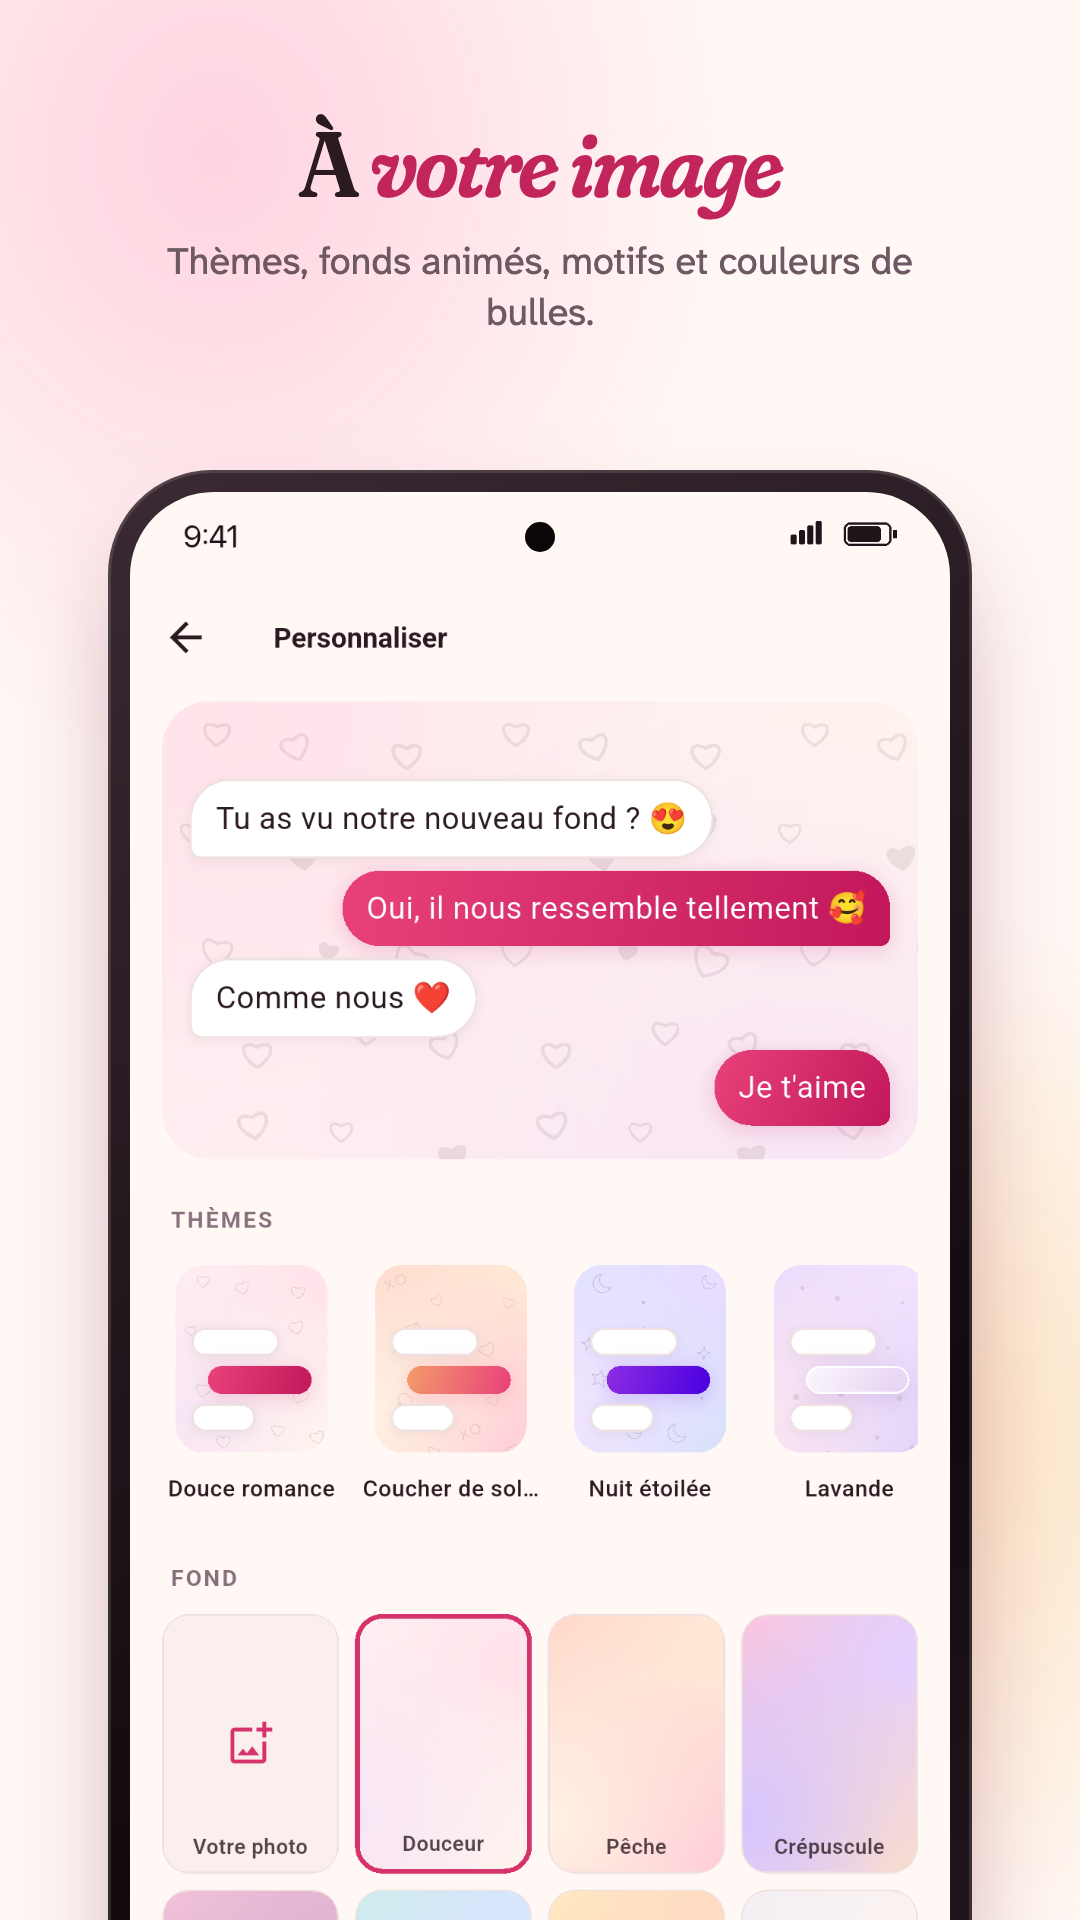 À votre image
Thèmes, fonds animés, motifs et couleurs de
bulles.
9:41
Personnaliser
Tu as vu notre nouveau fond ? 😍
Oui, il nous ressemble tellement 🥰
Comme nous ❤️
Je t'aime
THÈMES
Douce romance
Coucher de sol...
Nuit étoilée
Lavande
FOND
Votre photo
Douceur
Pêche
Crépuscule